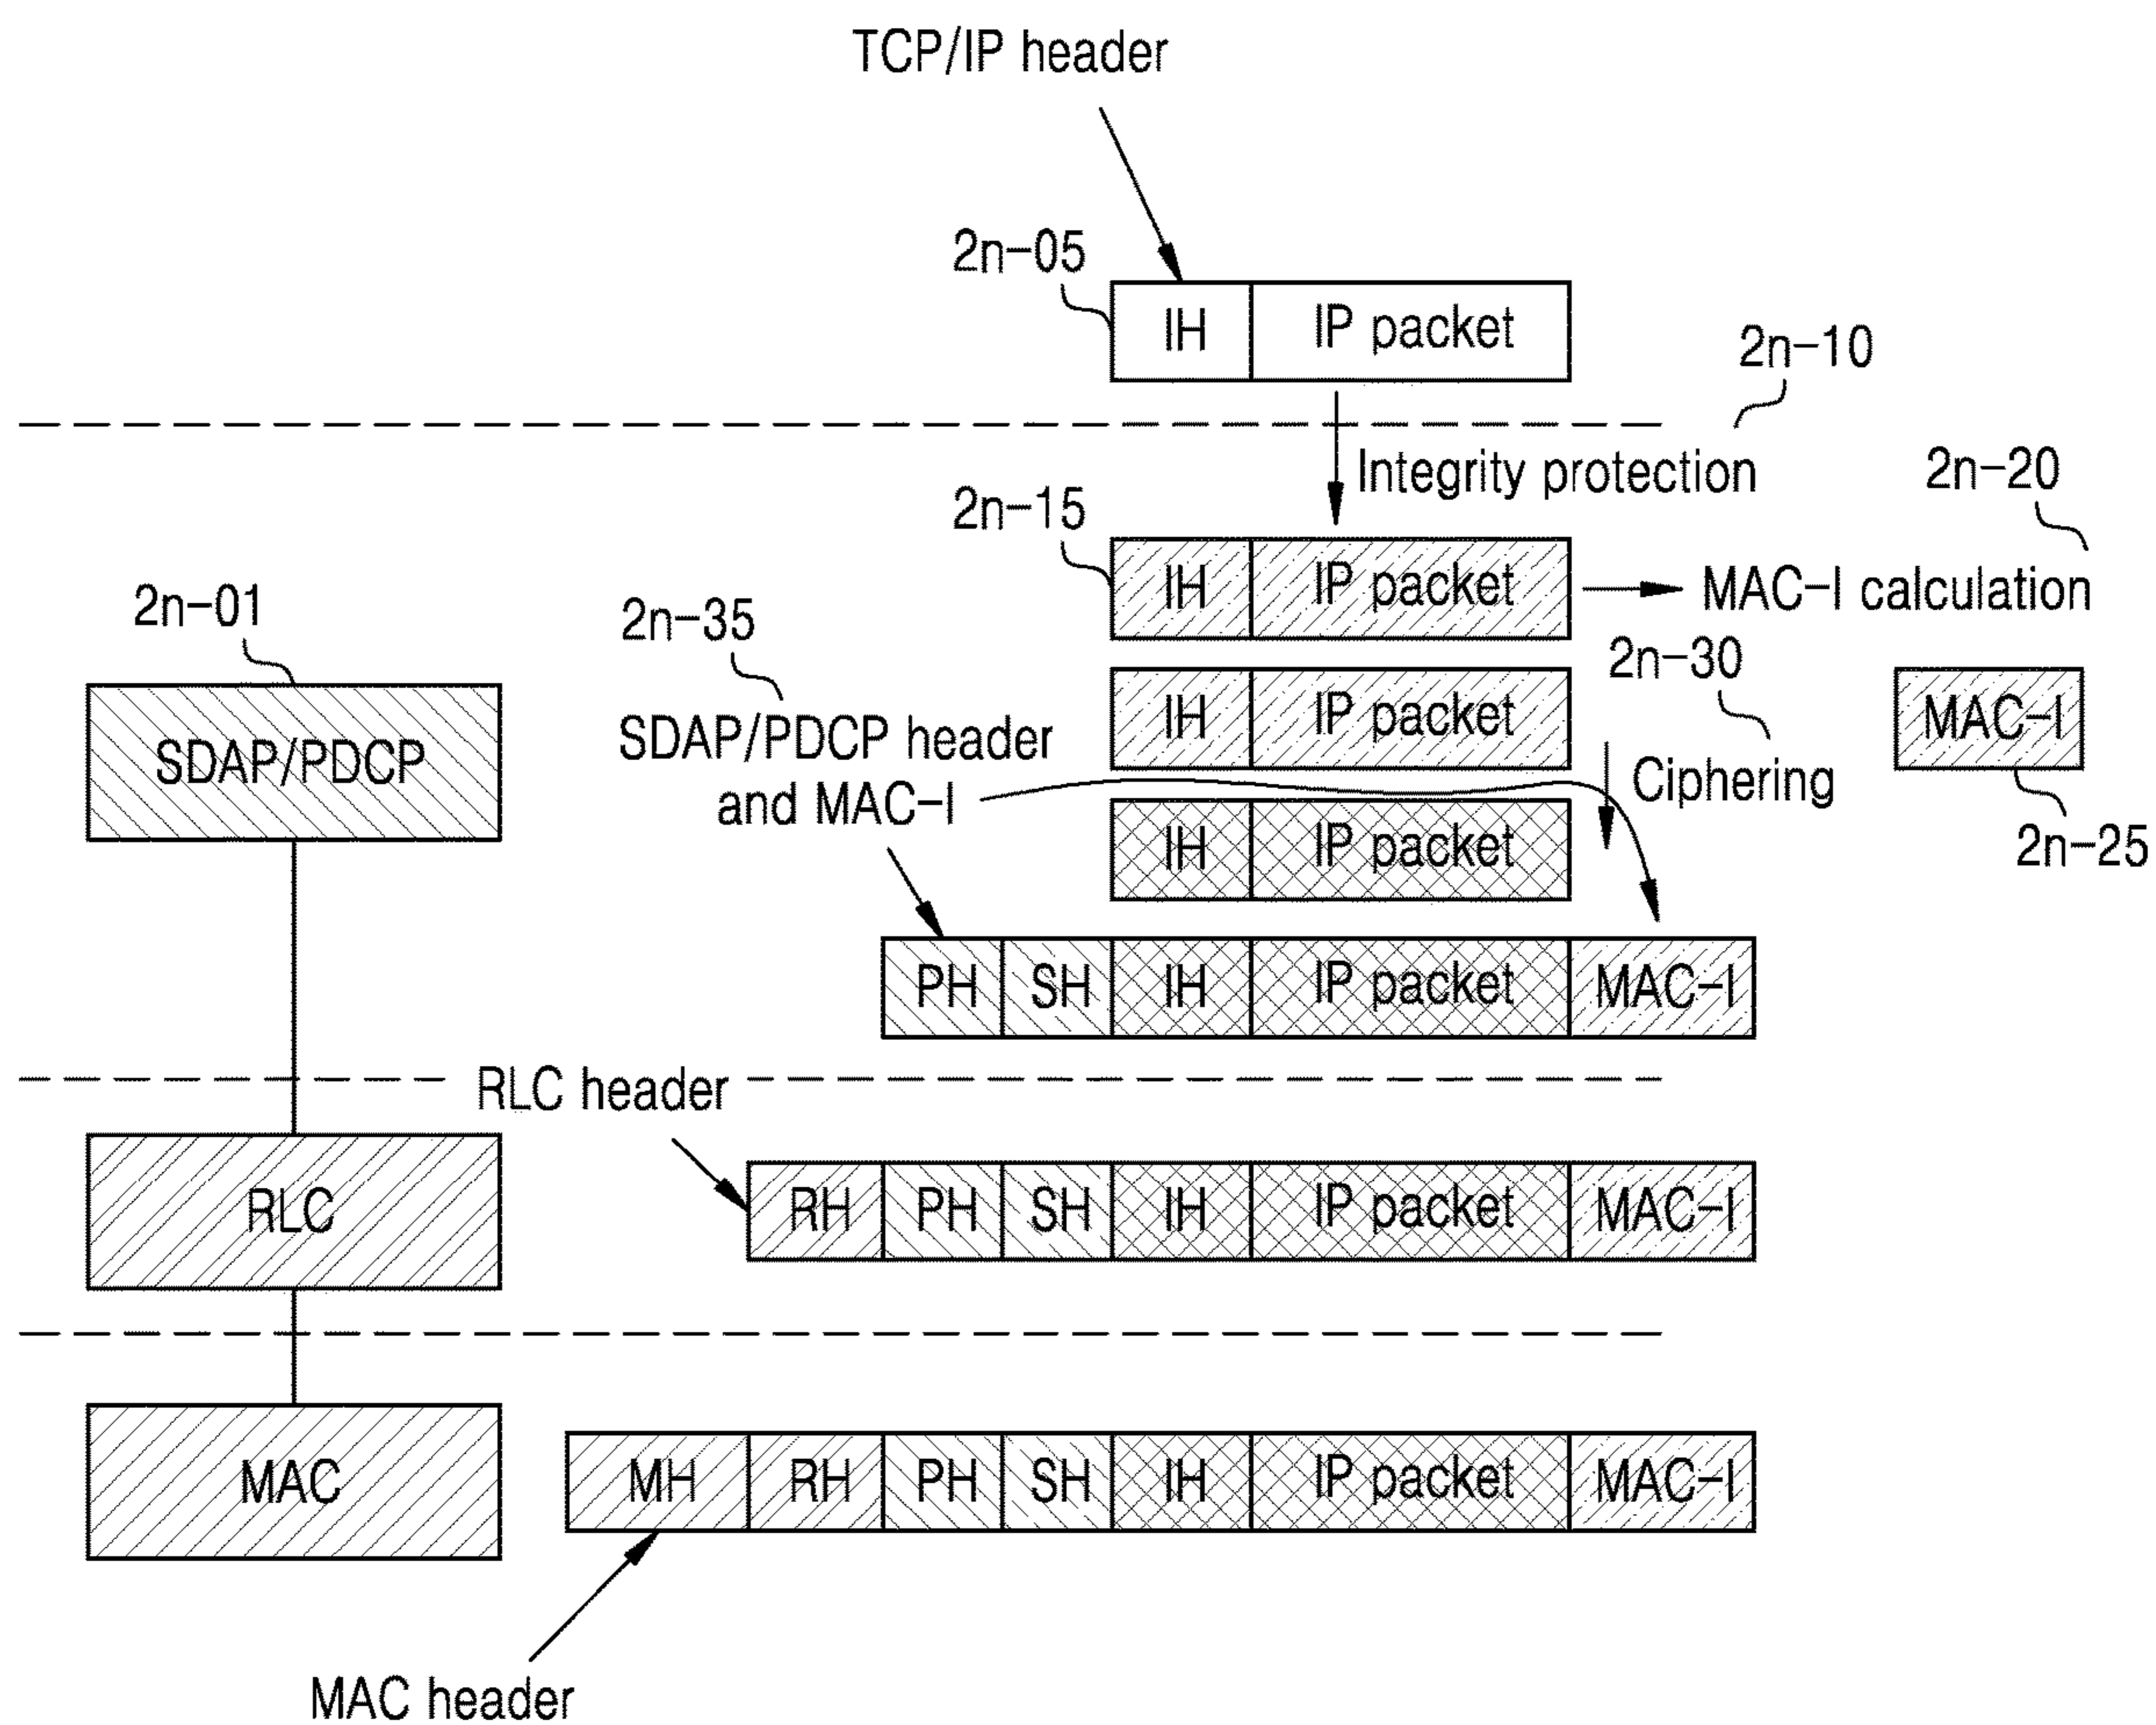 TCP/IP header
2n-05
IH IP packet
2n-10
Integrity protection
2n-20
2n-15
IH IP packet
MAC-I calculation
2n-01
2n-35
2n-30
SDAP/PDCP
SDAP/PDCP header
and MAC-I
IH IP packet
MAC-I
Ciphering
2n-25
IH IP packet
PH SH IH IP packet MAC-I
RLC header
RLC
RH PH SH IH IP packet MAC-I
MAC
MH RH PH SH IH IP packet MAC-I
MAC header